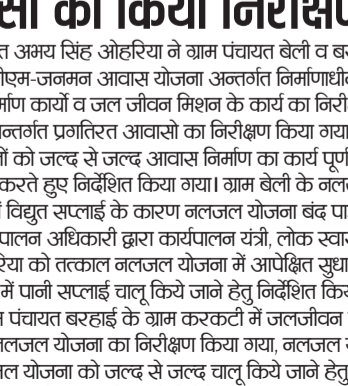 सों का किया निरीक्षण
त अभय सिंह ओहरिया ने ग्राम पंचायत बेली व ब
ीएम-जनमन आवास योजना अन्तर्गत निर्माणाधी
र्माण कार्यो व जल जीवन मिशन के कार्य का निरी
न्तर्गत प्रगतिरत आवासो का निरीक्षण किया गया
ों को जल्द से जल्द आवास निर्माण का कार्य पूर्ण
करते हुए निर्देशित किया गया। ग्राम बेली के नल
विद्युत सप्लाई के कारण नलजल योजना बंद पा
पालन अधिकारी द्वारा कार्यपालन यंत्री, लोक स्वा
रिया को तत्काल नलजल योजना में आपेक्षित सुधा
में पानी सप्लाई चालू किये जाने हेतु निर्देशित कि
पंचायत बरहाई के ग्राम करकटी में जलजीवन
लजल योजना का निरीक्षण किया गया, नलजल
ल योजना को जल्द से जल्द चालू किये जाने हेतु